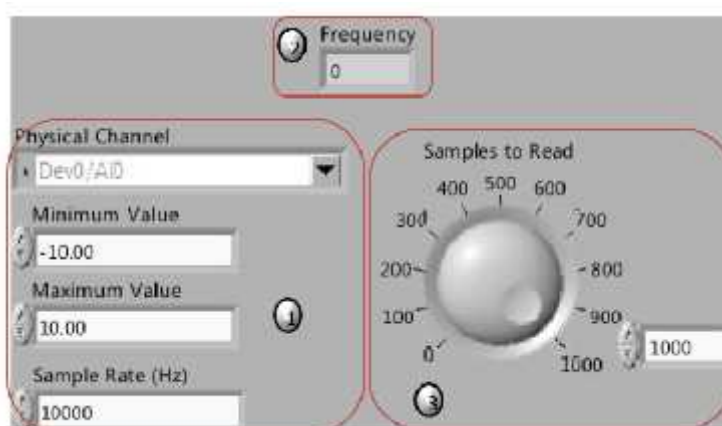 Frequency
2
0
Physical Channel
Dev0/AI0
Minimum Value
-10.00
Maximum Value
10.00
1
Sample Rate (Hz)
10000
Samples to Read
500
400
600
300
700
200
800
100
900
0
1000
1000
3